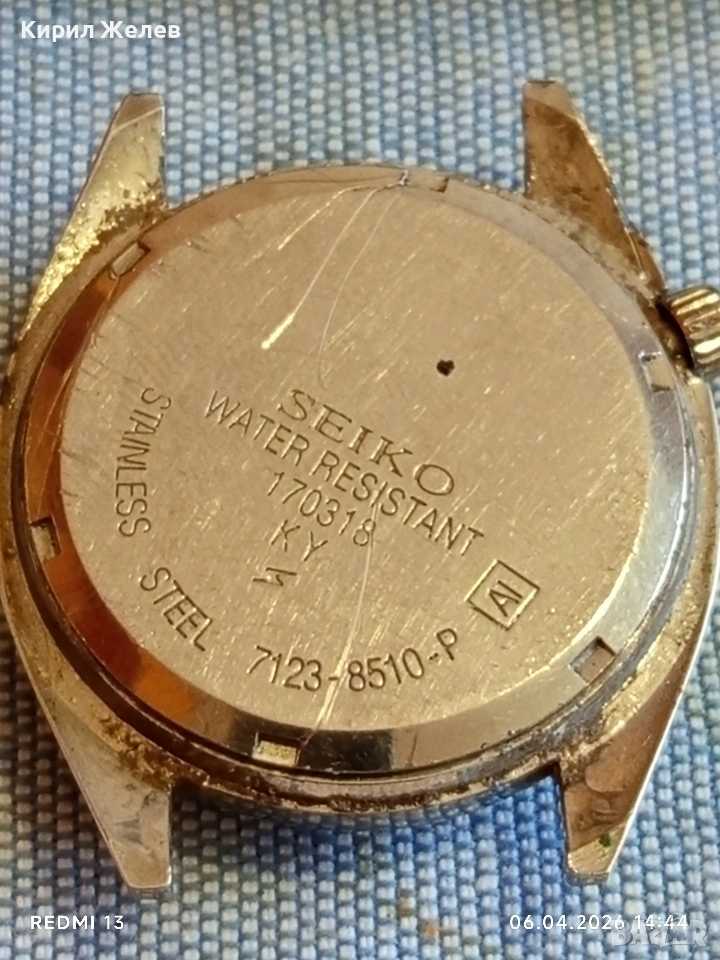 Кирил Желев
SEIKO
WATER RESISTANT
170318
KY
STAINLESS STEEL 7123-8510-P
AI
REDMI 13
06.04.2026 14:44